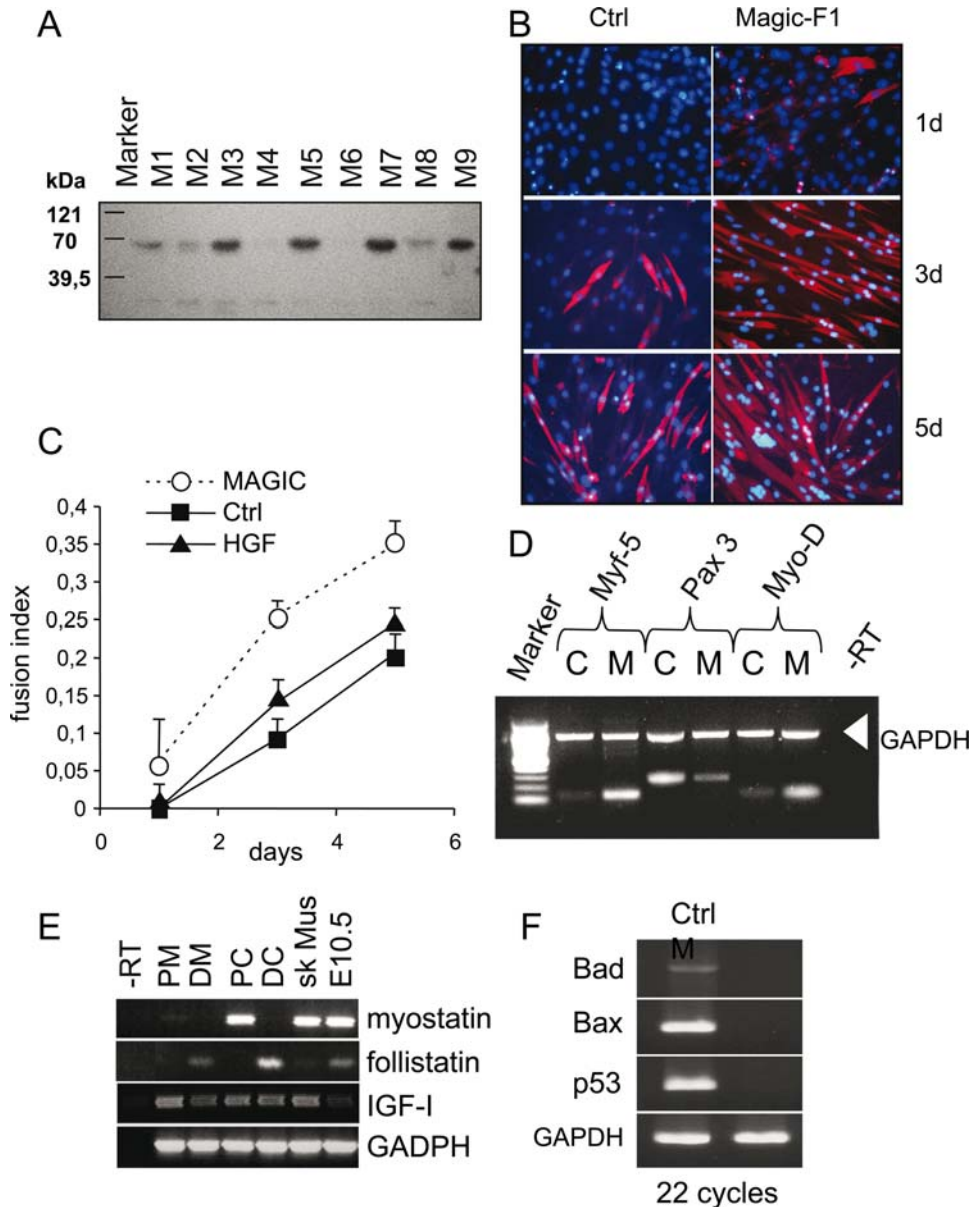 A
kDa
Marker M1 M2 M3 M4 M5 M6 M7 M8 M9
121
70
39,5
B
Ctrl Magic-F1
1d
3d
5d
C
MAGIC
Ctrl
HGF
fusion index
0,4
0,35
0,3
0,25
0,2
0,15
0,1
0,05
0
0 2 4 6
days
D
Marker Myf-5 Pax 3 Myo-D -RT
C M C M C M
GAPDH
E
-RT PM DM PC DC sk Mus E10.5
myostatin
follistatin
IGF-I
GADPH
F
Ctrl
M
Bad
Bax
p53
GAPDH
22 cycles